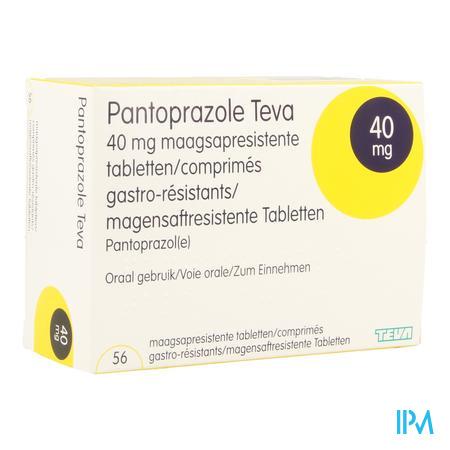 Pantoprazole Teva
40 mg maagsapresistente
tabletten/comprimés
gastro-résistants/
magensaftresistente Tabletten
Pantoprazol(e)
Oraal gebruik/Voie orale/Zum Einnehmen
40
mg
56
maagsapresistente tabletten/comprimés
gastro-résistants/magensaftresistente Tabletten
TEVA
56
Pantoprazole Teva
40
mg
IPM